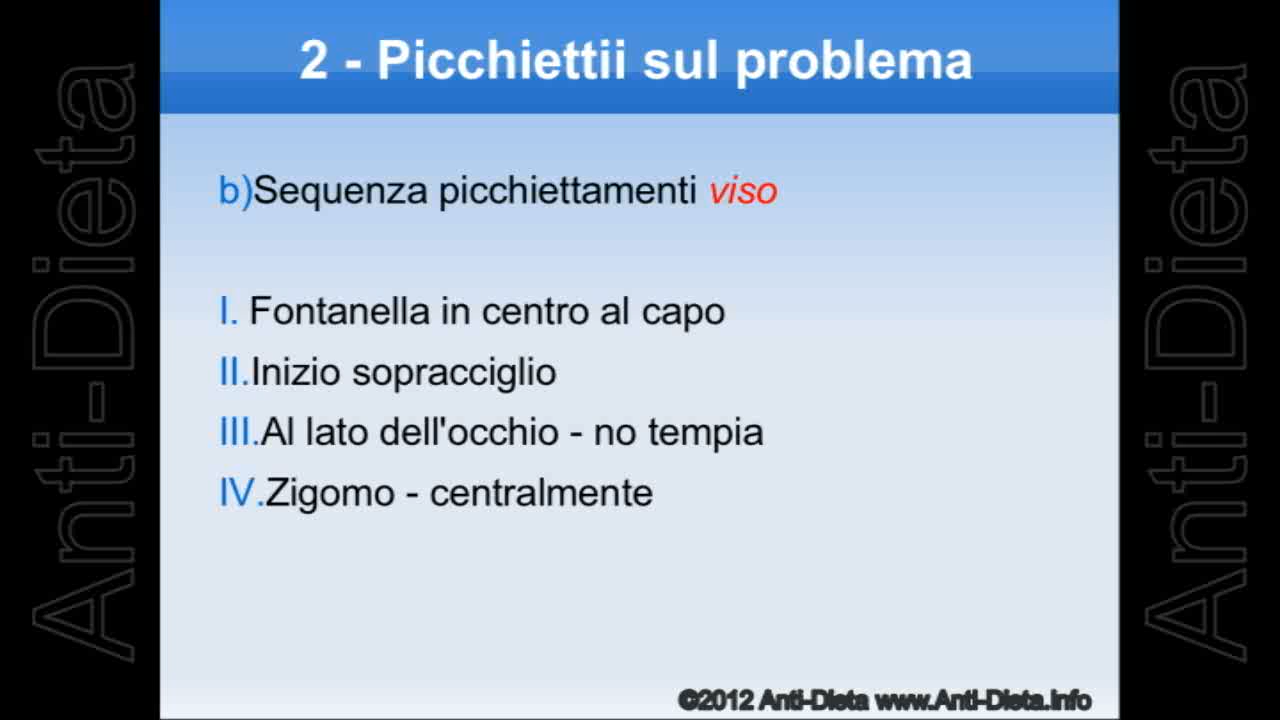 2 - Picchiettii sul problema
b)Sequenza picchiettamenti viso
I. Fontanella in centro al capo
II.Inizio sopracciglio
III.Al lato dell'occhio - no tempia
IV.Zigomo - centralmente
©2012 Anti-Dieta www.Anti-Dieta.info
Anti-Dieta
Anti-Dieta